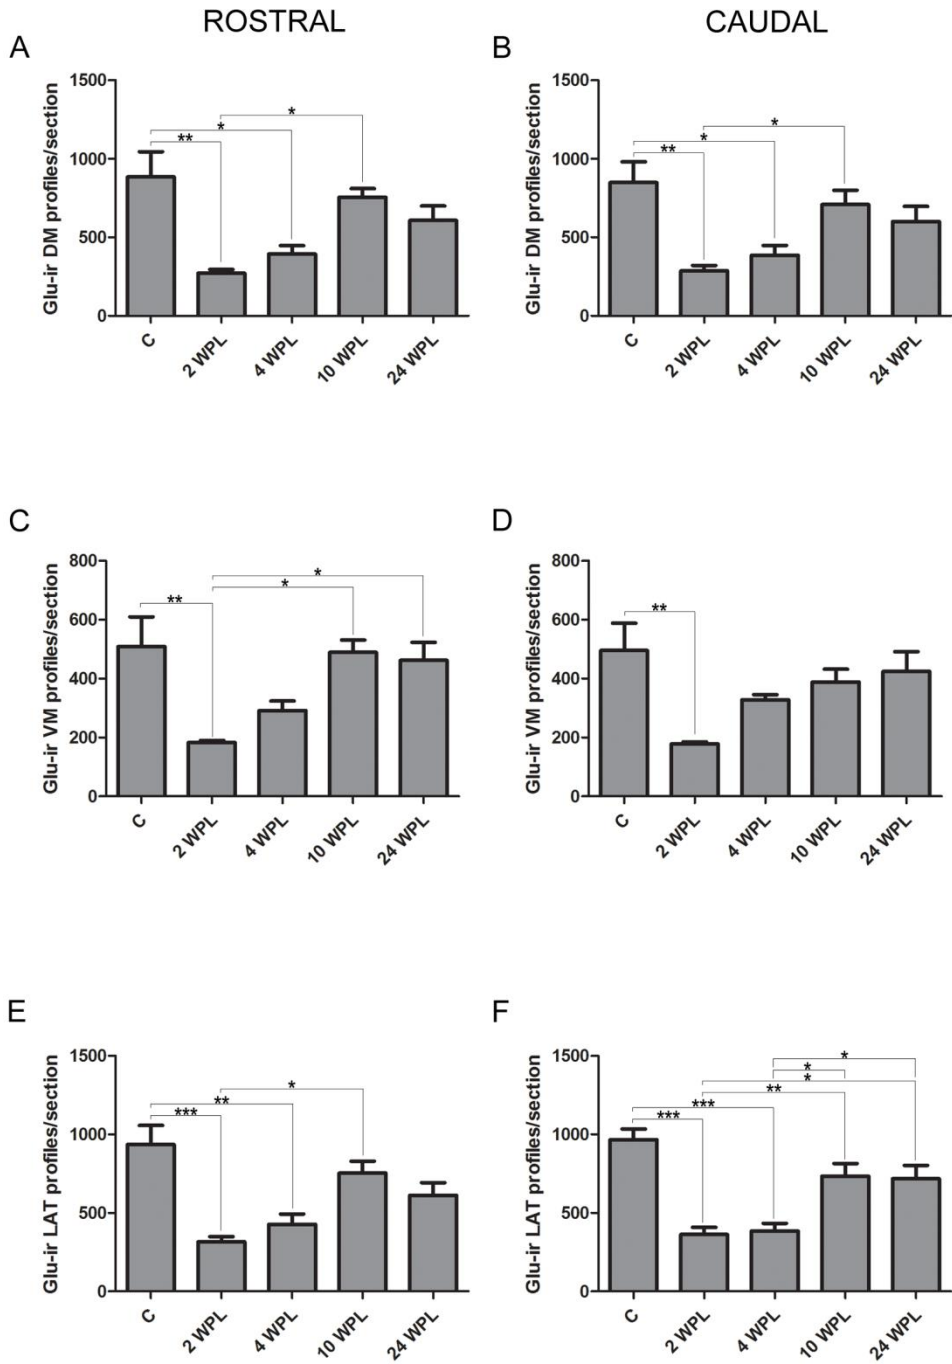 ROSTRAL
CAUDAL
A
Glu-ir DM profiles/section
1500
1000
500
0
**
*
*
C
2 WPL
4 WPL
10 WPL
24 WPL
B
Glu-ir DM profiles/section
1500
1000
500
0
**
*
*
C
2 WPL
4 WPL
10 WPL
24 WPL
C
Glu-ir VM profiles/section
800
600
400
200
0
**
*
*
C
2 WPL
4 WPL
10 WPL
24 WPL
D
Glu-ir VM profiles/section
800
600
400
200
0
**
C
2 WPL
4 WPL
10 WPL
24 WPL
E
Glu-ir LAT profiles/section
1500
1000
500
0
***
**
*
C
2 WPL
4 WPL
10 WPL
24 WPL
F
Glu-ir LAT profiles/section
1500
1000
500
0
***
***
**
*
*
*
C
2 WPL
4 WPL
10 WPL
24 WPL